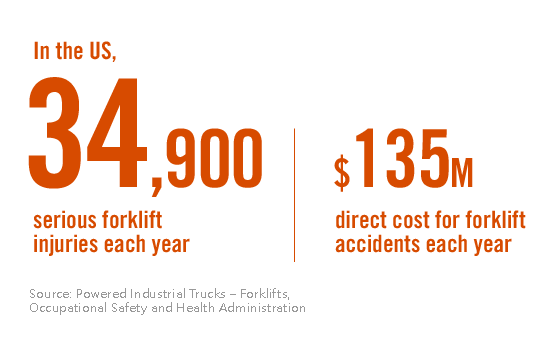 In the US,
34,900
serious forklift
injuries each year
$135M
direct cost for forklift
accidents each year
Source: Powered Industrial Trucks – Forklifts,
Occupational Safety and Health Administration